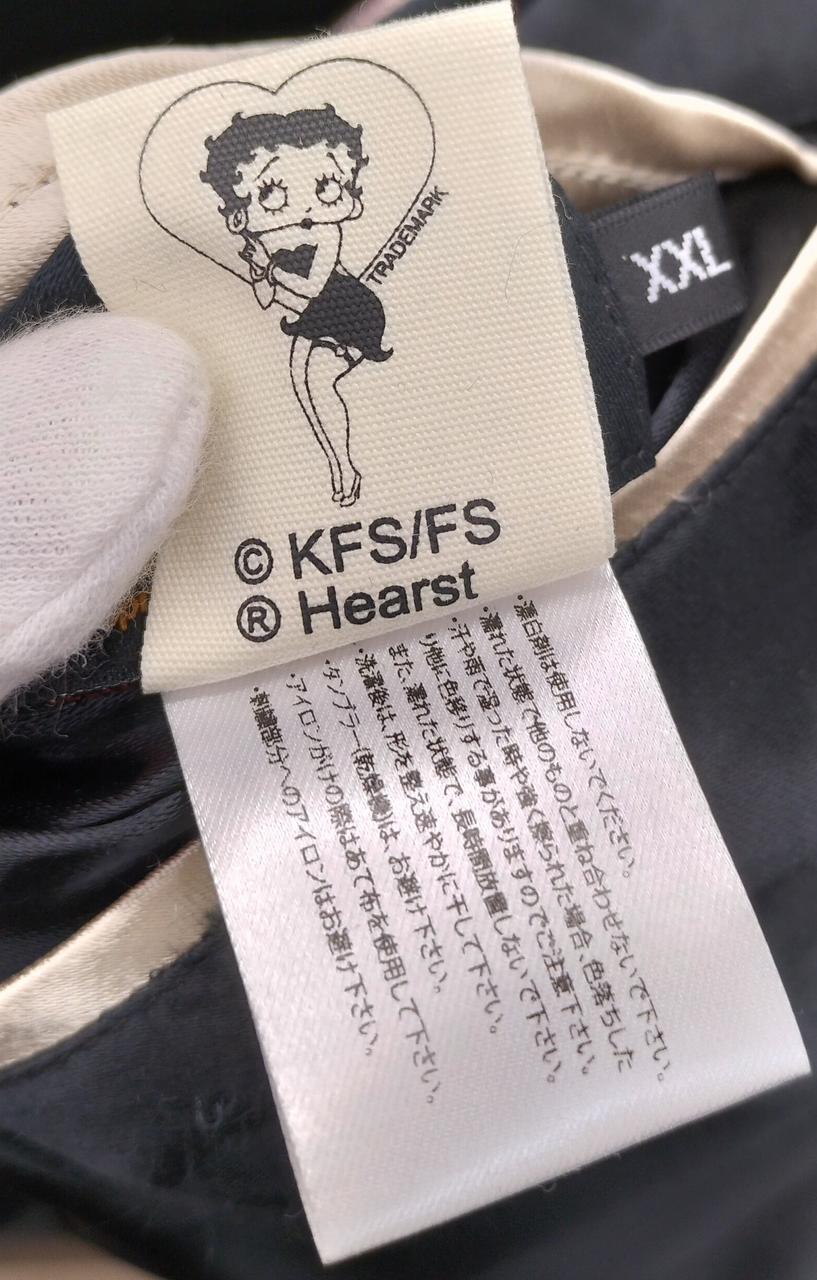 TRADEMARK
XXL
© KFS/FS
® Hearst
・漂白剤は使用しないでください。
・濡れた状態で他のものと重ね合わせないで下さい。
・汗や雨で湿った時や強く擦られた場合、色落ちした
り他に色移りする事がありますのでご注意下さい。
また、濡れた状態で、長時間放置しないで下さい。
・洗濯後は、形を整え速やかに干して下さい。
・タンブラー(乾燥機)は、お避け下さい。
・アイロンがけの際はあて布を使用して下さい。
・刺繍部分へのアイロンはお避け下さい。